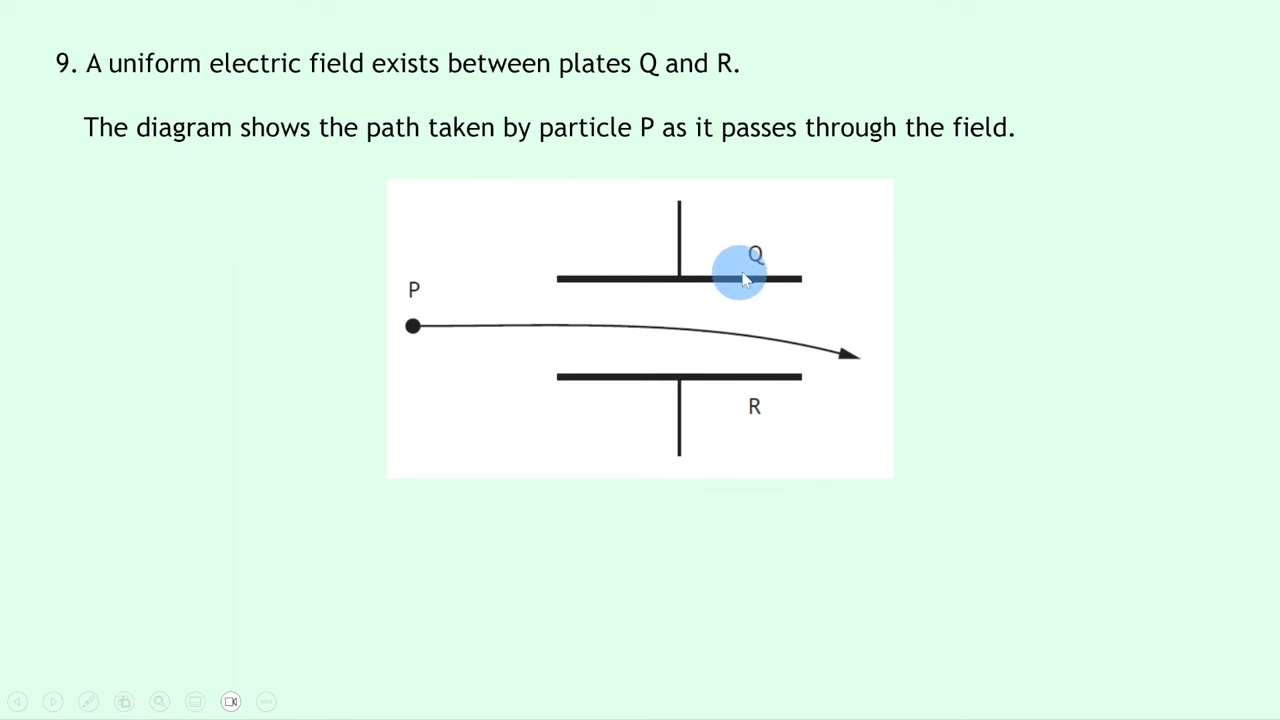 9. A uniform electric field exists between plates Q and R.
The diagram shows the path taken by particle P as it passes through the field.
Q
P
R